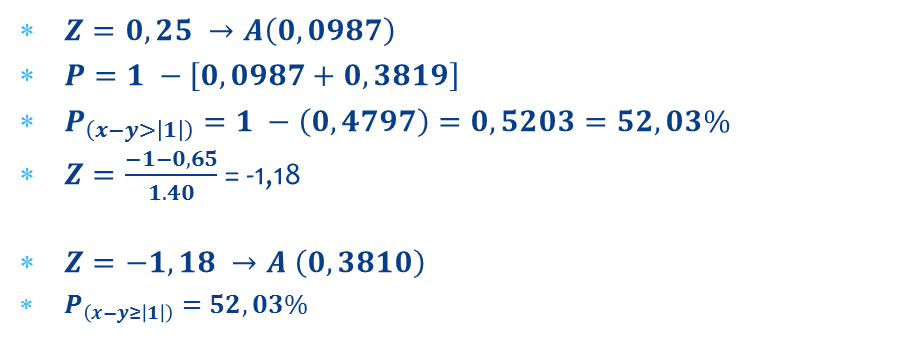 * Z = 0,25 → A(0,0987)
* P = 1 − [0,0987 + 0,3819]
* P(x−y>|1|) = 1 − (0,4797) = 0,5203 = 52,03%
* Z = −1−0,65 / 1.40 = -1,18
* Z = −1,18 → A (0,3810)
* P(x−y≥|1|) = 52,03%